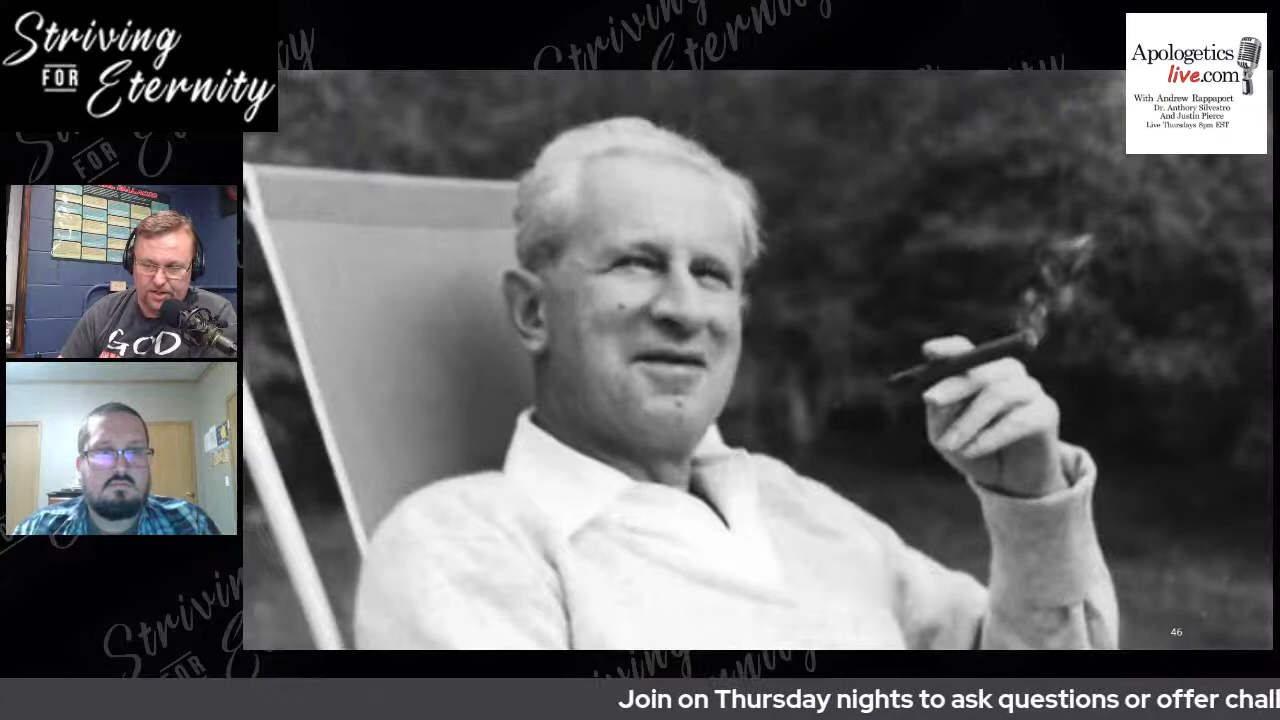 Striving
FOR
Eternity
Apologetics
live.com
With Andrew Rappaport
Dr. Anthony Silvestro
And Justin Pierce
Live Thursdays 8pm EST
GOD
46
Join on Thursday nights to ask questions or offer chall